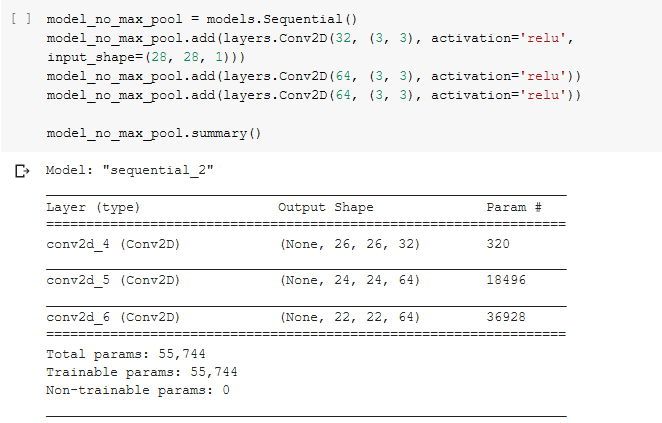 [ ] model_no_max_pool = models.Sequential()
model_no_max_pool.add(layers.Conv2D(32, (3, 3), activation='relu',
input_shape=(28, 28, 1)))
model_no_max_pool.add(layers.Conv2D(64, (3, 3), activation='relu'))
model_no_max_pool.add(layers.Conv2D(64, (3, 3), activation='relu'))
model_no_max_pool.summary()
Model: "sequential_2"
Layer (type) Output Shape Param #
=================================================================
conv2d_4 (Conv2D) (None, 26, 26, 32) 320
conv2d_5 (Conv2D) (None, 24, 24, 64) 18496
conv2d_6 (Conv2D) (None, 22, 22, 64) 36928
=================================================================
Total params: 55,744
Trainable params: 55,744
Non-trainable params: 0